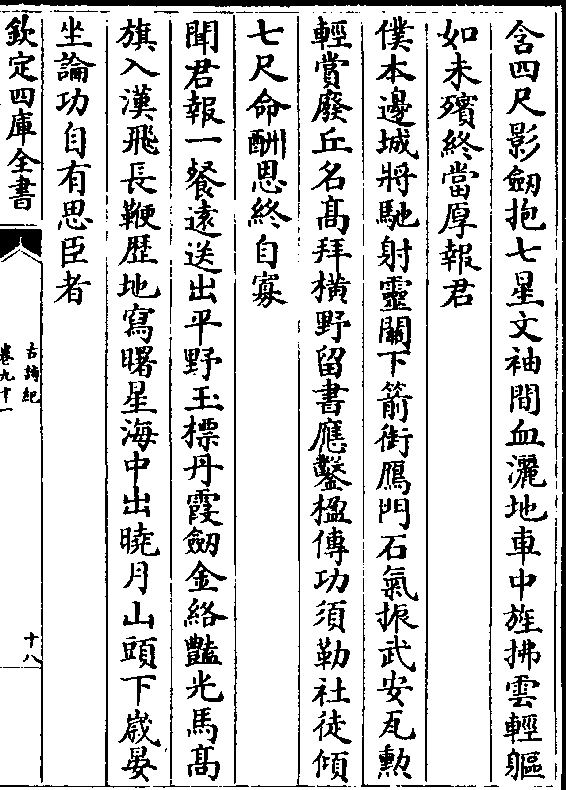 含四尺影劒抱七星文袖間血灑地車中旌拂雲輕軀
如未殯終當厚報君
僕本邊城將馳射靈關下箭銜鴈門石氣振武安瓦勲
輕賞廢丘名髙拜橫野留書應鑿楹傳功須勒社徒傾
七尺命酬恩終自寡
聞君報一餐逺送出平野玉標丹霞劒金絡豔光馬髙
旗入漢飛長鞭歴地寫曙星海中出曉月山頭下嵗晏
坐論功自有思臣者
欽定四庫全書
古詩紀
卷九十一
十八